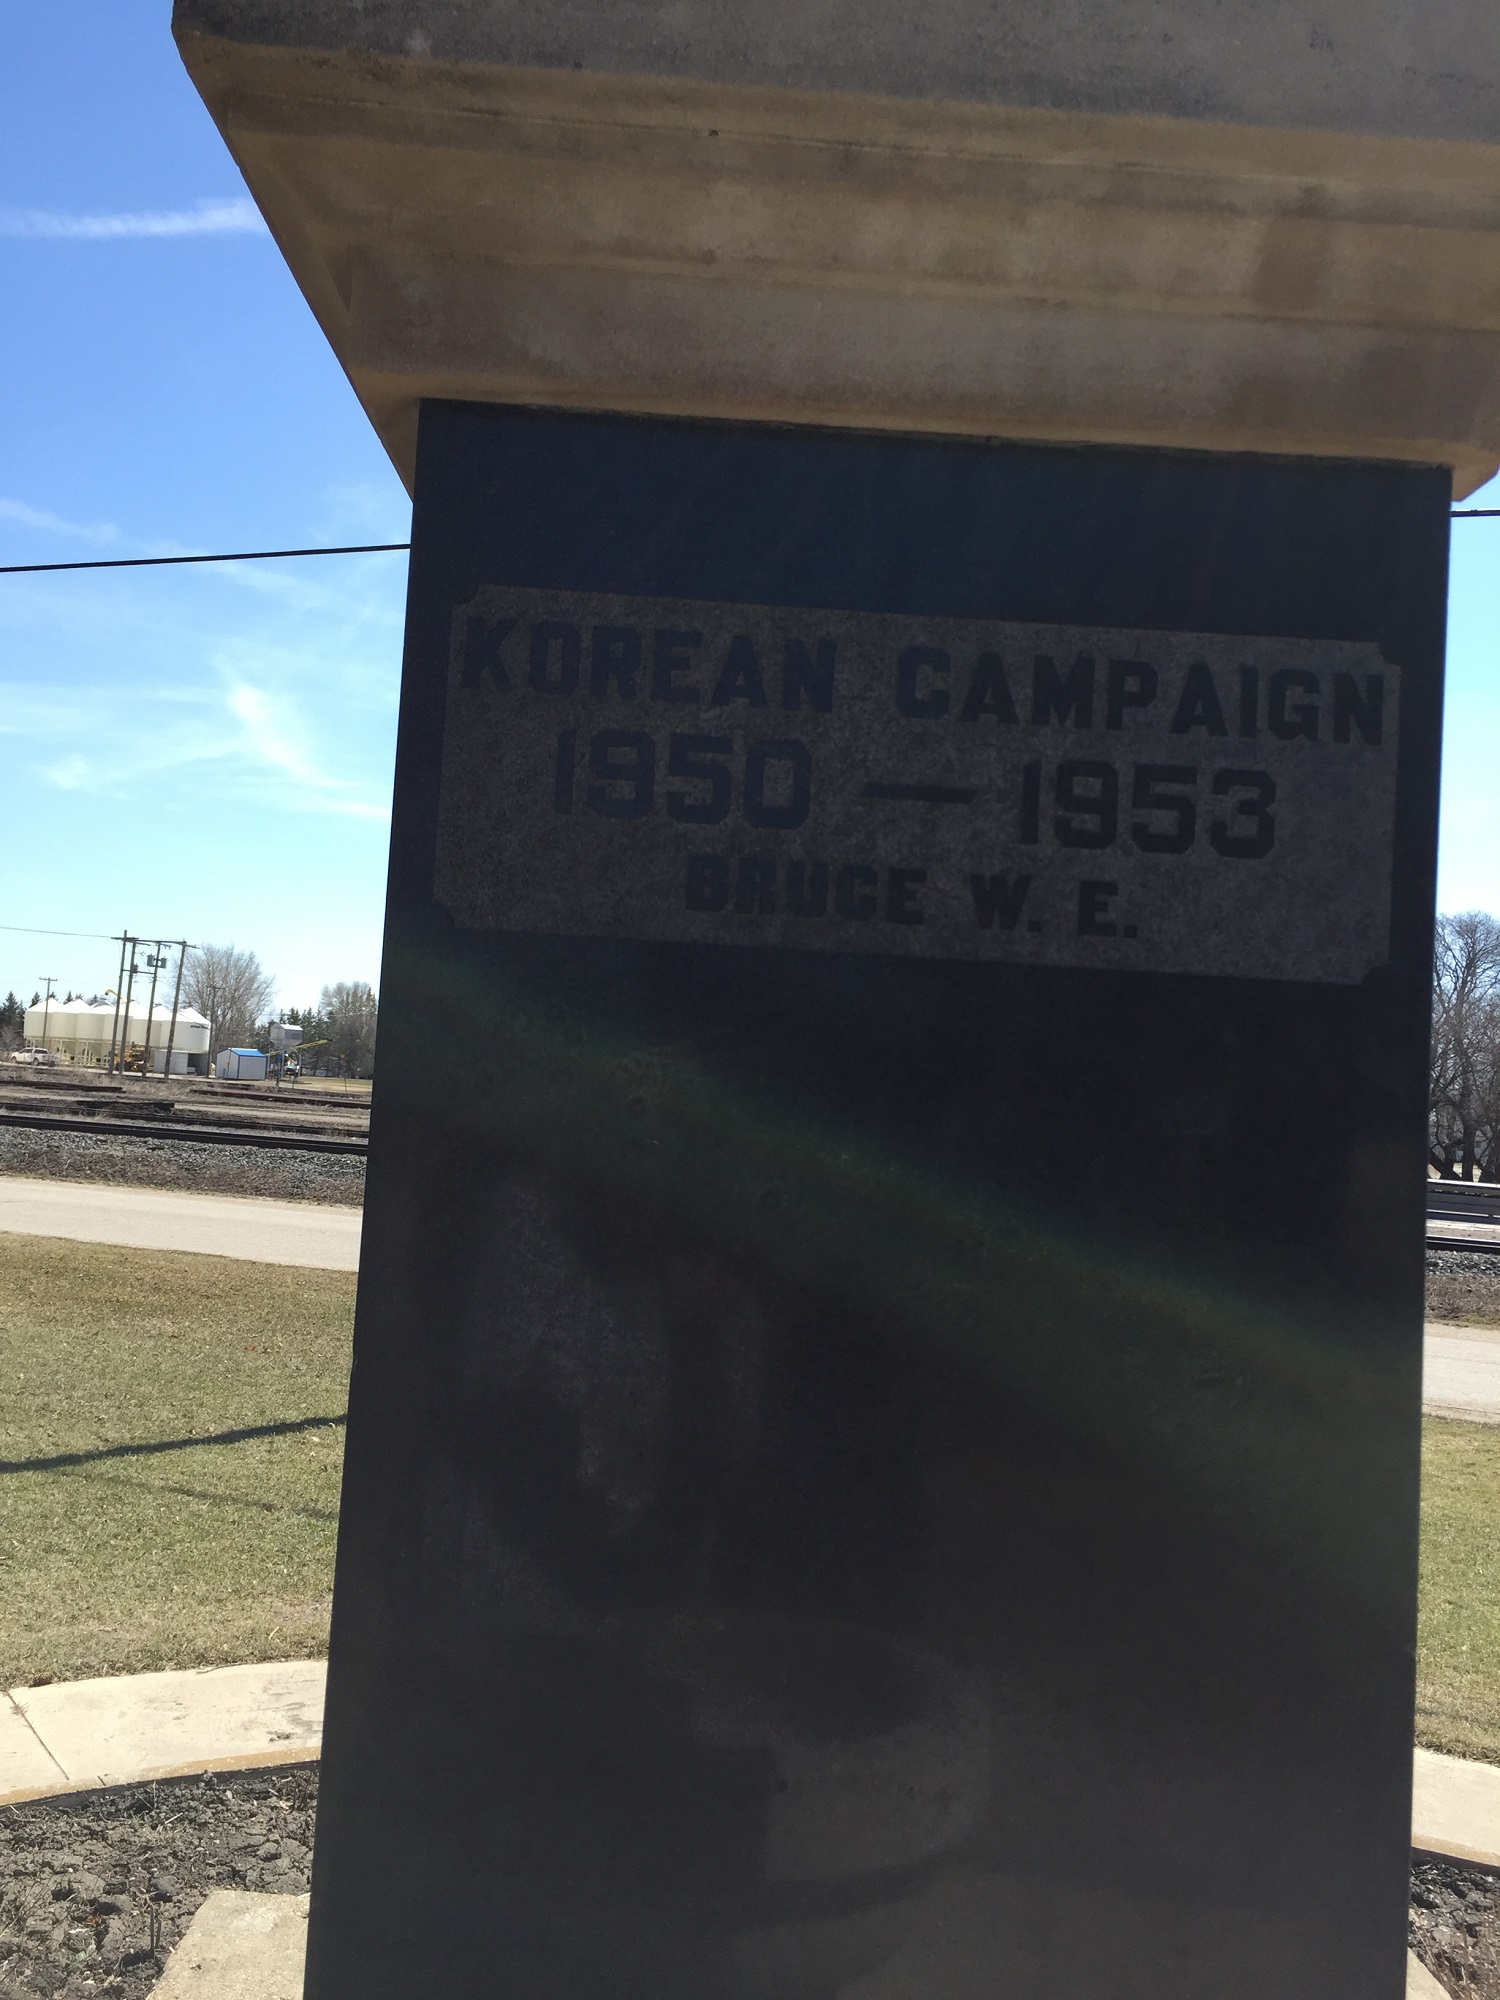 KOREAN CAMPAIGN
1950 — 1953
BRUCE W. E.